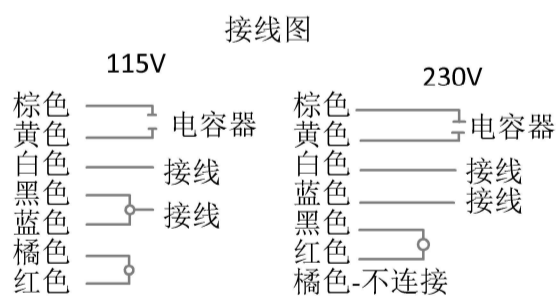 接线图
115V
棕色
黄色
电容器
白色
接线
黑色
蓝色
接线
橘色
红色
230V
棕色
黄色
电容器
白色
接线
蓝色
接线
黑色
红色
橘色-不连接